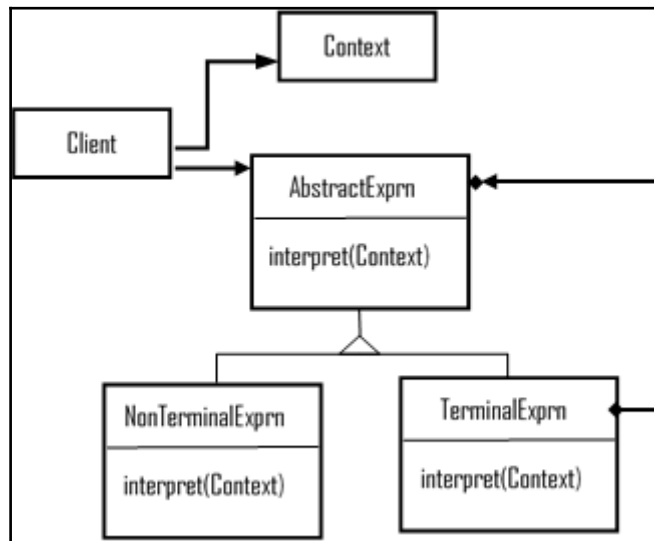 Context
Client
AbstractExprn
interpret(Context)
NonTerminalExprn
interpret(Context)
TerminalExprn
interpret(Context)